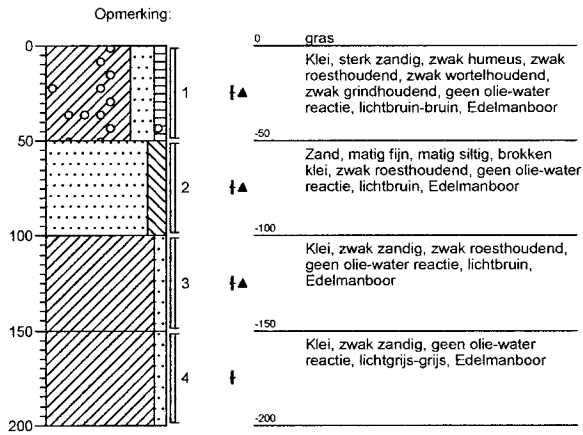 Opmerking:
0 0 gras
1 Klei, sterk zandig, zwak humeus, zwak
roesthoudend, zwak wortelhoudend,
zwak grindhoudend, geen olie-water
reactie, lichtbruin-bruin, Edelmanboor
50 -50
2 Zand, matig fijn, matig siltig, brokken
klei, zwak roesthoudend, geen olie-water
reactie, lichtbruin, Edelmanboor
100 -100
3 Klei, zwak zandig, zwak roesthoudend,
geen olie-water reactie, lichtbruin,
Edelmanboor
150 -150
4 Klei, zwak zandig, geen olie-water
reactie, lichtgrijs-grijs, Edelmanboor
200 -200